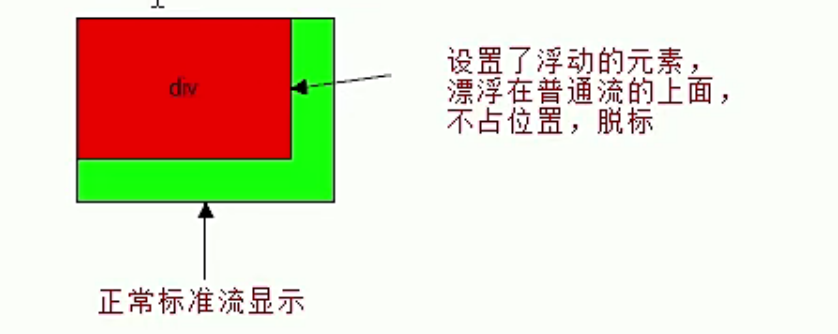 div
设置了浮动的元素，
漂浮在普通流的上面，
不占位置，脱标
正常标准流显示